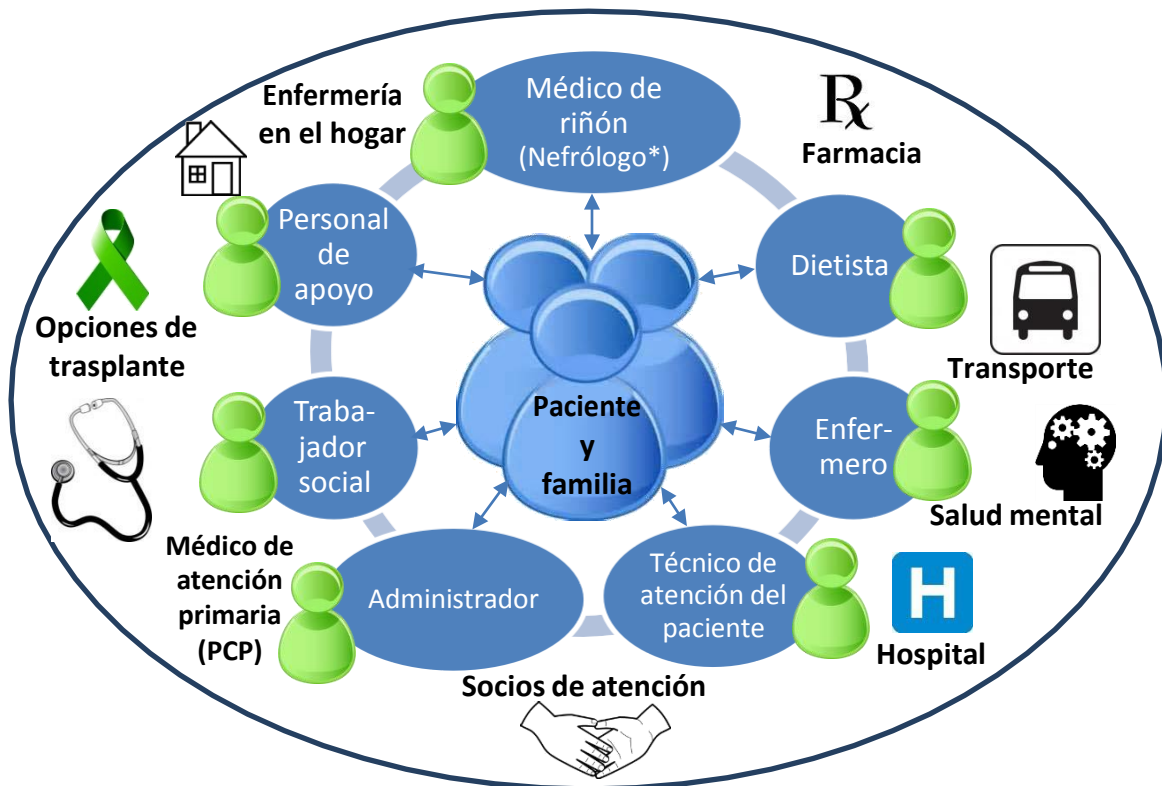 Enfermería
en el hogar
Médico de
riñón
(Nefrólogo*)
Rx
Farmacia
Personal
de
apoyo
Dietista
Opciones de
trasplante
Transporte
Traba-
jador
social
Paciente
y
familia
Enfer-
mero
Salud mental
Médico de
atención
primaria
(PCP)
Administrador
Técnico de
atención del
paciente
H
Hospital
Socios de atención